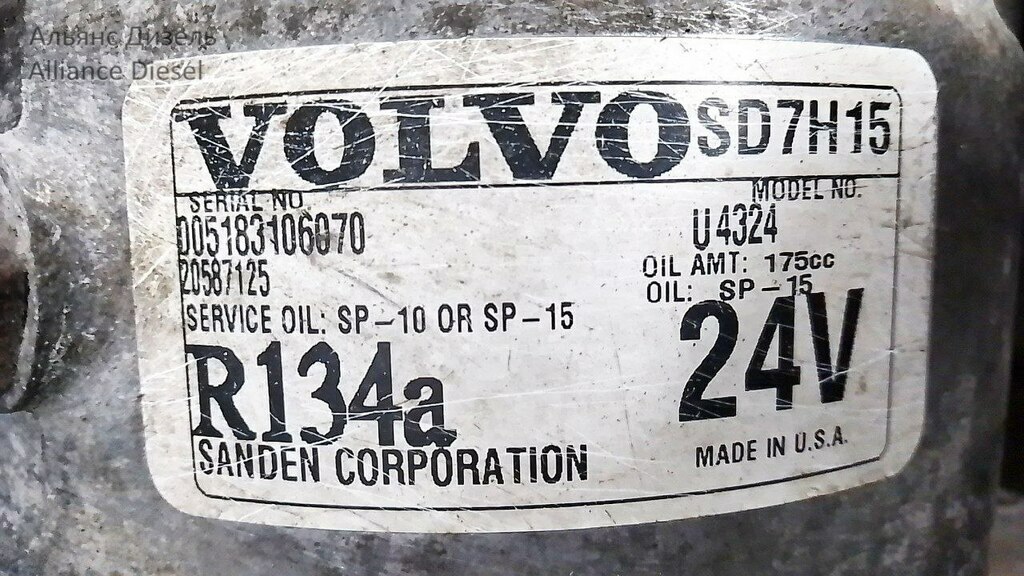 Альянс Дизель
Alliance Diesel
VOLVO SD7H15
SERIAL NO. MODEL NO.
005183106070 U4324
20587125 OIL AMT: 175cc
OIL: SP-15
SERVICE OIL: SP-10 OR SP-15
R134a 24V
SANDEN CORPORATION MADE IN U.S.A.